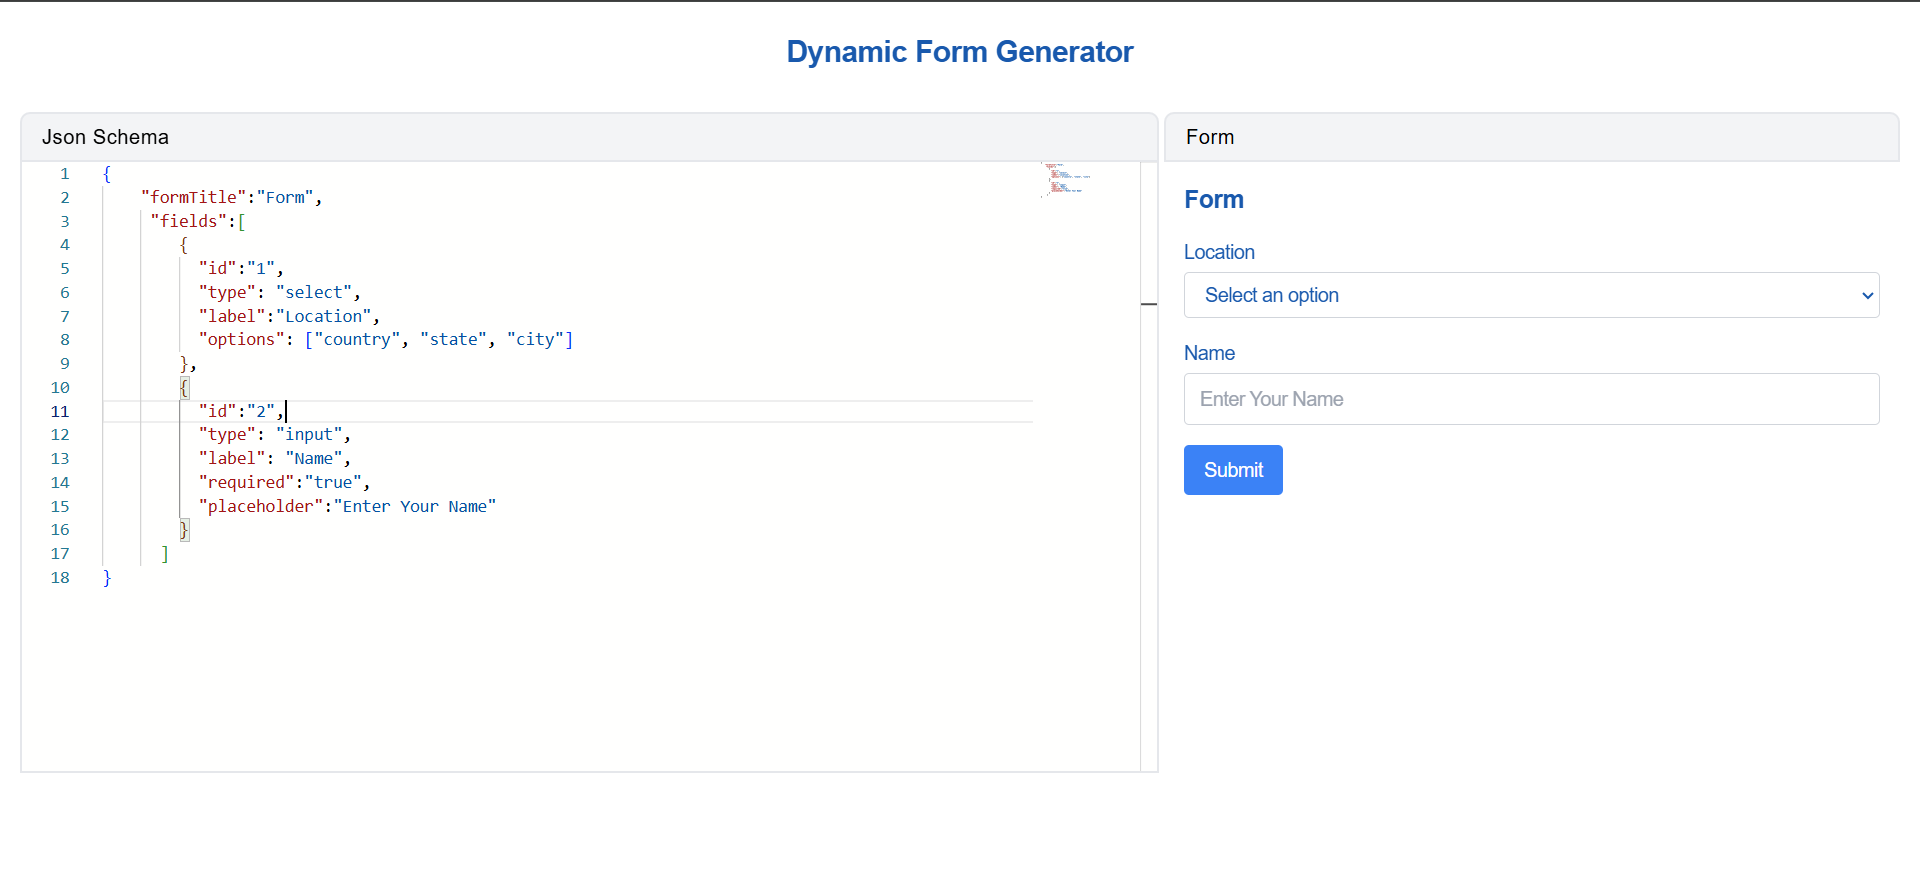 Dynamic Form Generator
Json Schema
1 {
2 "formTitle":"Form",
3 "fields":[
4 {
5 "id":"1",
6 "type": "select",
7 "label":"Location",
8 "options": ["country", "state", "city"]
9 },
10 {
11 "id":"2",
12 "type": "input",
13 "label": "Name",
14 "required":"true",
15 "placeholder":"Enter Your Name"
16 }
17 ]
18 }
Form
Form
Location
Select an option
Name
Enter Your Name
Submit